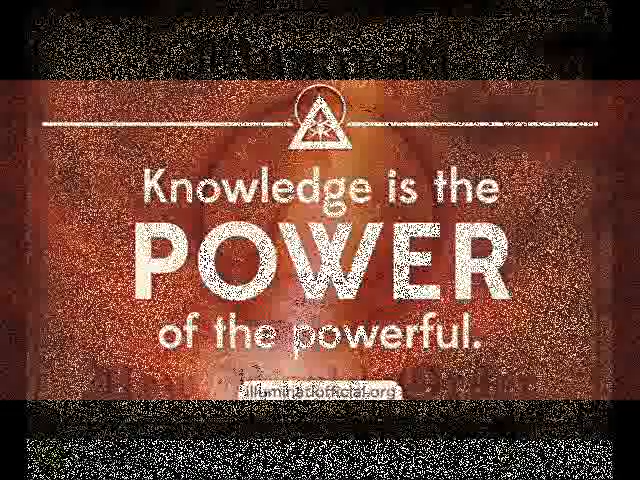 Knowledge is the
POWER
of the powerful.
illuminatiofficial.org